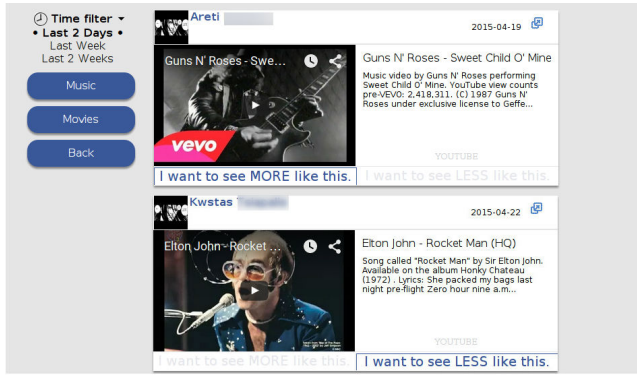 Time filter
• Last 2 Days •
Last Week
Last 2 Weeks
Music
Movies
Back
Areti
2015-04-19
Guns N' Roses - Swe...
vevo
Guns N' Roses - Sweet Child O' Mine
Music video by Guns N' Roses performing
Sweet Child O' Mine. YouTube view counts
pre-VEVO: 2,418,311. (C) 1987 Guns N'
Roses under exclusive license to Geffe...
YOUTUBE
I want to see MORE like this.
I want to see LESS like this.
Kwstas
2015-04-22
Elton John - Rocket ...
Elton John - Rocket Man (HQ)
Song called "Rocket Man" by Sir Elton John.
Available on the album Honky Chateau
(1972) . Lyrics: She packed my bags last
night pre-flight Zero hour nine a.m...
YOUTUBE
I want to see MORE like this.
I want to see LESS like this.